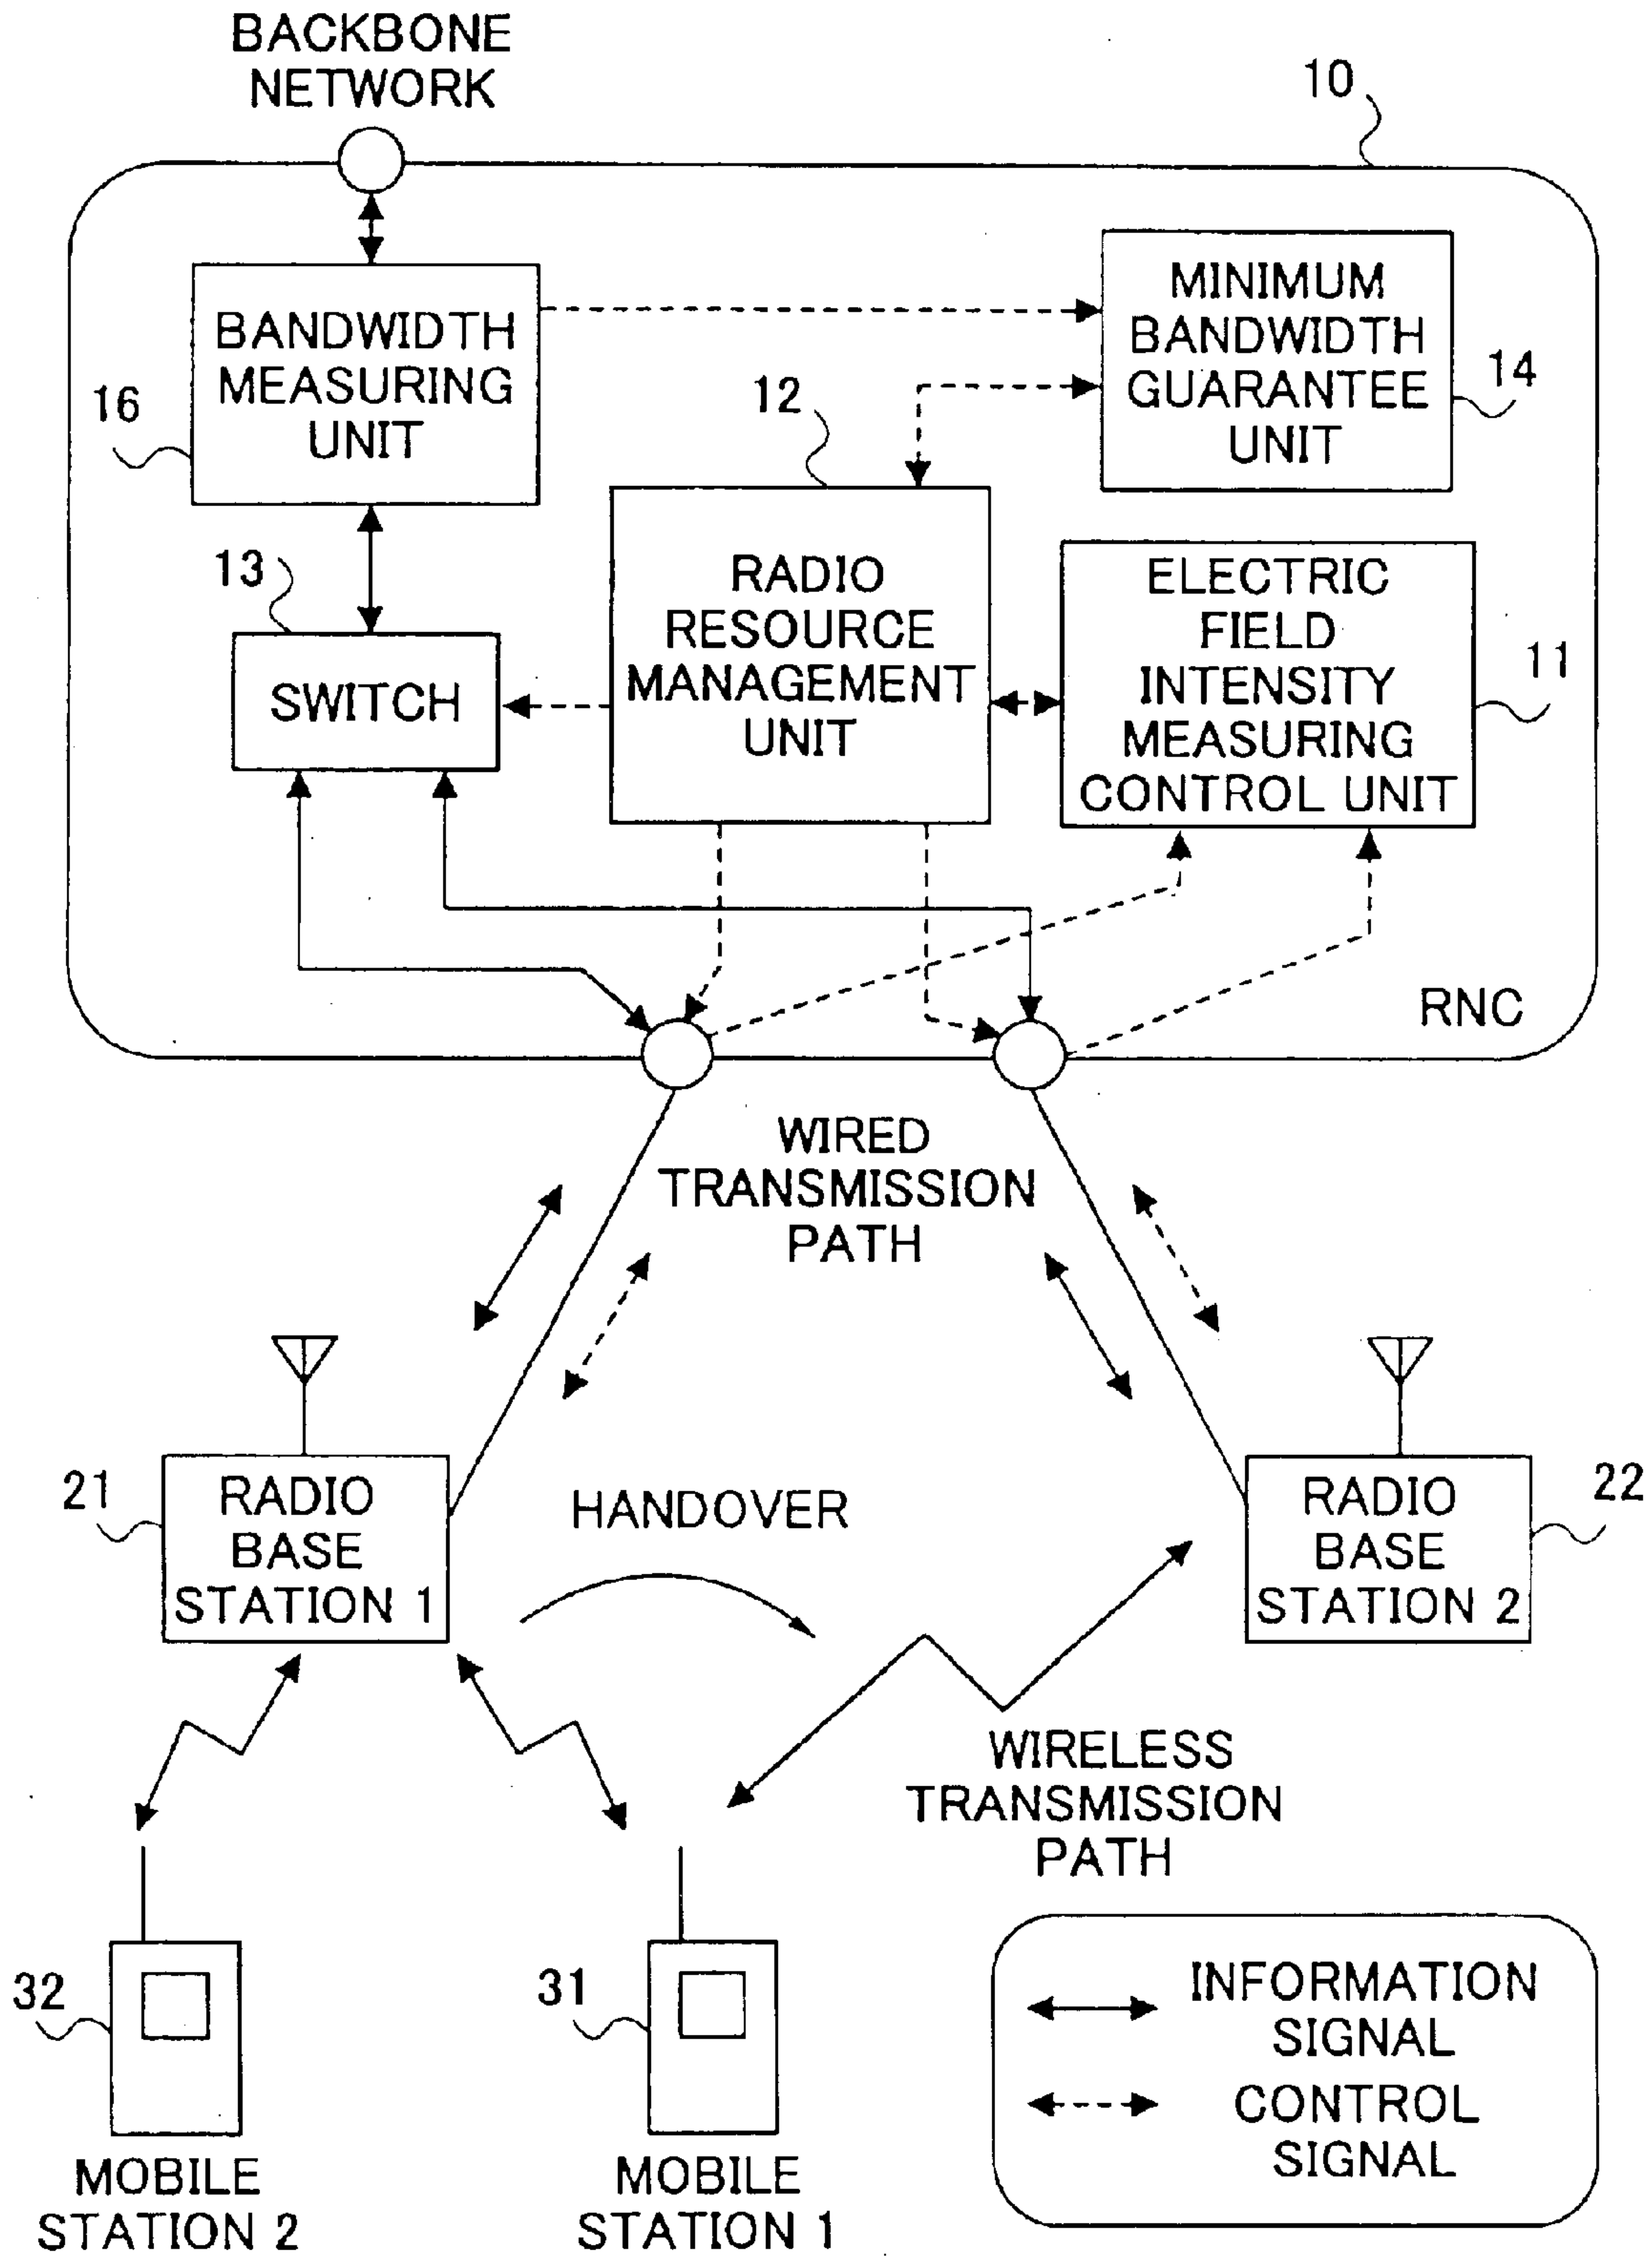 BACKBONE
NETWORK
10
BANDWIDTH
MEASURING
UNIT
16
MINIMUM
BANDWIDTH
GUARANTEE
UNIT
14
12
13
RADIO
RESOURCE
MANAGEMENT
UNIT
ELECTRIC
FIELD
INTENSITY
MEASURING
CONTROL UNIT
11
SWITCH
RNC
WIRED
TRANSMISSION
PATH
21
RADIO
BASE
STATION 1
HANDOVER
RADIO
BASE
STATION 2
22
WIRELESS
TRANSMISSION
PATH
32
31
MOBILE
STATION 2
MOBILE
STATION 1
INFORMATION
SIGNAL
CONTROL
SIGNAL